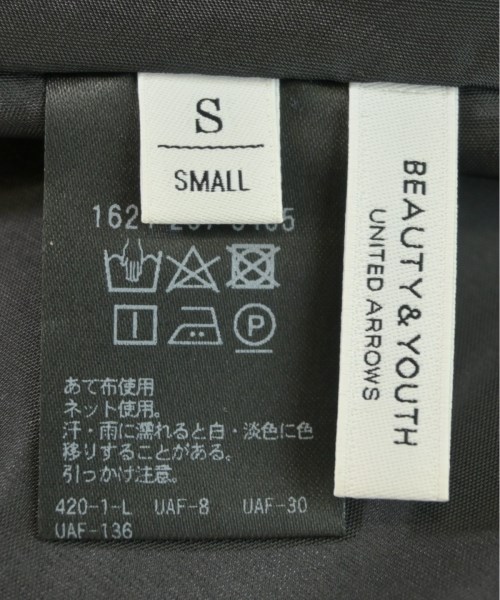 S
SMALL
BEAUTY & YOUTH
UNITED ARROWS
P
あて布使用
ネット使用。
汗・雨に濡れると白・淡色に色
移りすることがある。
引っかけ注意。
420-1-L UAF-8 UAF-30
UAF-136